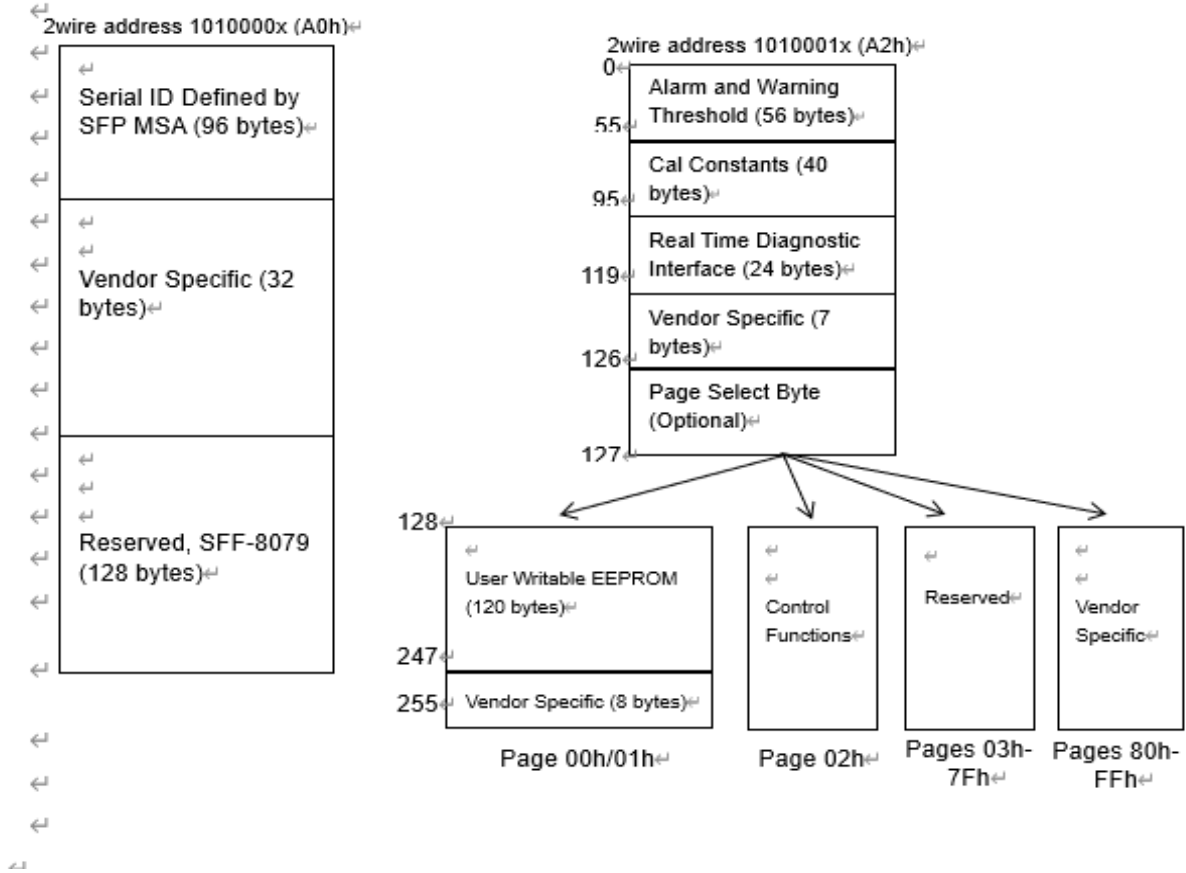 2wire address 1010000x (A0h)
Serial ID Defined by
SFP MSA (96 bytes)
Vendor Specific (32
bytes)
Reserved, SFF-8079
(128 bytes)
2wire address 1010001x (A2h)
0
Alarm and Warning
Threshold (56 bytes)
55
Cal Constants (40
bytes)
95
Real Time Diagnostic
Interface (24 bytes)
119
Vendor Specific (7
bytes)
126
Page Select Byte
(Optional)
127
128
User Writable EEPROM
(120 bytes)
247
255
Vendor Specific (8 bytes)
Page 00h/01h
Control
Functions
Page 02h
Reserved
Pages 03h-
7Fh
Vendor
Specific
Pages 80h-
FFh